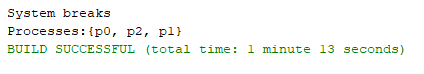 System breaks
Processes:{p0, p2, p1}
BUILD SUCCESSFUL (total time: 1 minute 13 seconds)